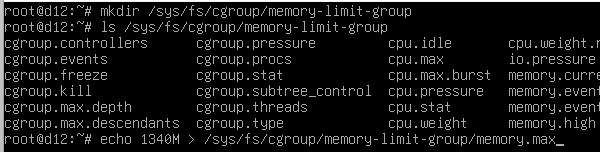 root@d12:~# mkdir /sys/fs/cgroup/memory-limit-group
root@d12:~# ls /sys/fs/cgroup/memory-limit-group
cgroup.controllers cgroup.pressure cpu.idle cpu.weight.n
cgroup.events cgroup.procs cpu.max io.pressure
cgroup.freeze cgroup.stat cpu.max.burst memory.curre
cgroup.kill cgroup.subtree_control cpu.pressure memory.event
cgroup.max.depth cgroup.threads cpu.stat memory.event
cgroup.max.descendants cgroup.type cpu.weight memory.high
root@d12:~# echo 1340M > /sys/fs/cgroup/memory-limit-group/memory.max_